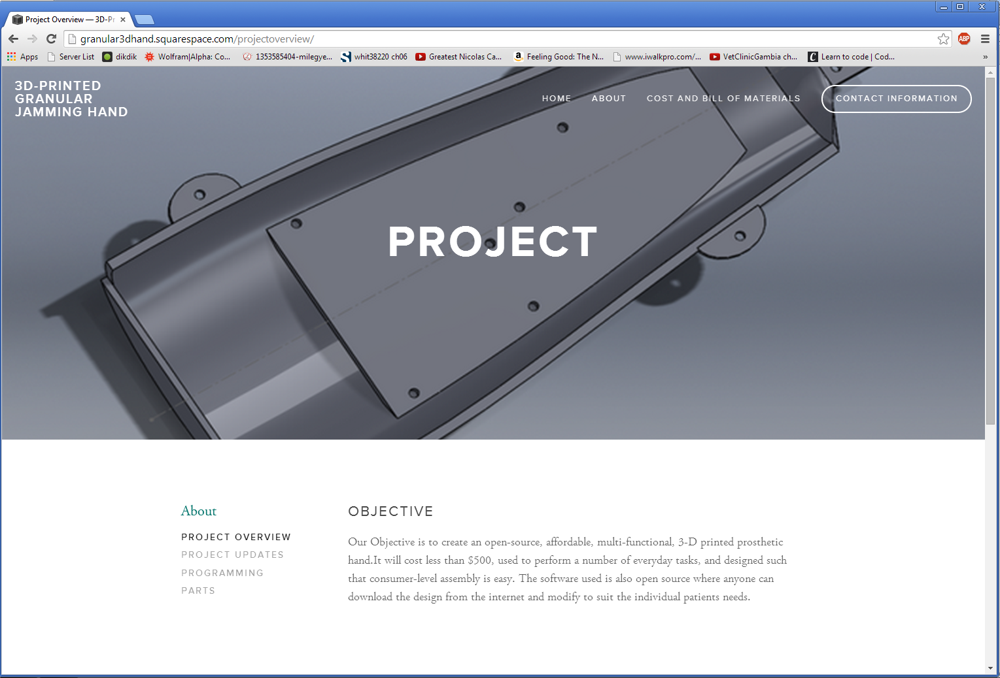 Project Overview — 3D-Pr
granular3dhand.squarespace.com/projectoverview/
ABP
Apps Server List dikdik Wolfram|Alpha: Co... 1353585404-milegye... whit38220 ch06 Greatest Nicolas Ca... Feeling Good: The N... www.iwalkpro.com/... VetClinicGambia ch... Learn to code | Cod... »
3D-PRINTED
GRANULAR
JAMMING HAND
HOME ABOUT COST AND BILL OF MATERIALS CONTACT INFORMATION
PROJECT
About
PROJECT OVERVIEW
PROJECT UPDATES
PROGRAMMING
PARTS
OBJECTIVE
Our Objective is to create an open-source, affordable, multi-functional, 3-D printed prosthetic
hand.It will cost less than $500, used to perform a number of everyday tasks, and designed such
that consumer-level assembly is easy. The software used is also open source where anyone can
download the design from the internet and modify to suit the individual patients needs.